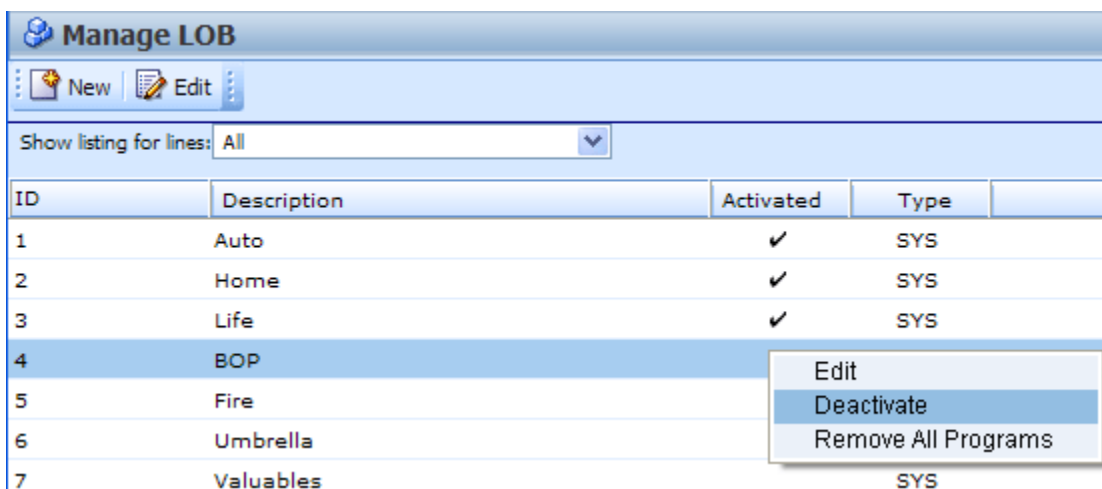 Manage LOB
New Edit
Show listing for lines: All
ID Description Activated Type
1 Auto ✔ SYS
2 Home ✔ SYS
3 Life ✔ SYS
4 BOP
Edit
5 Fire
Deactivate
6 Umbrella
Remove All Programs
7 Valuables SYS